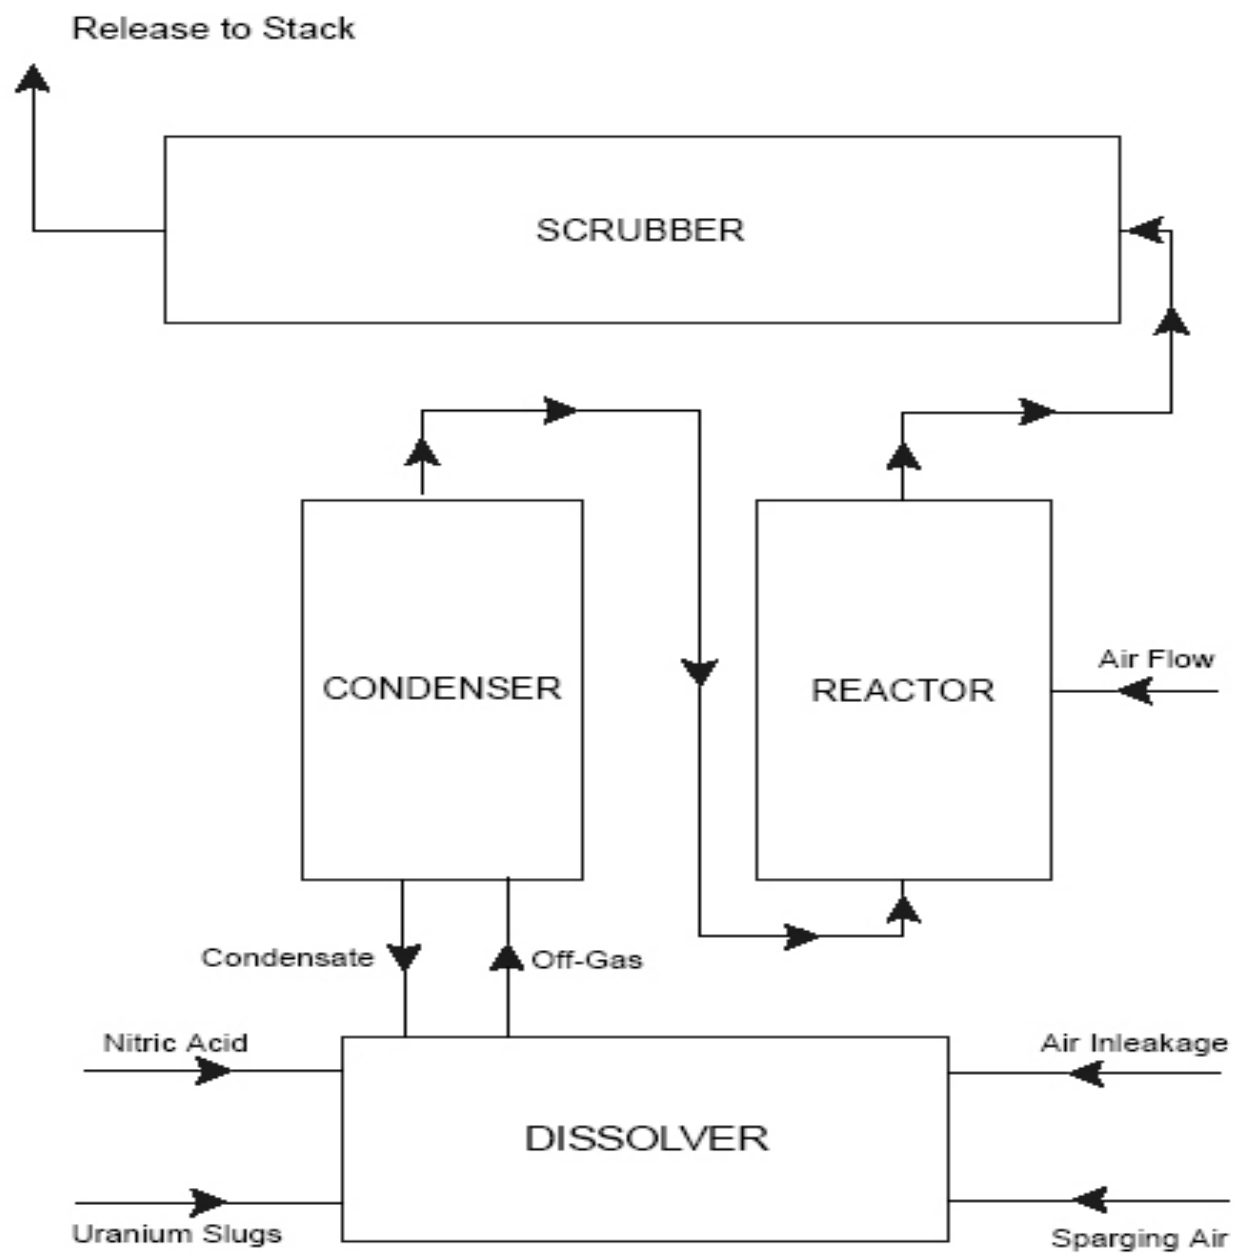 Release to Stack
SCRUBBER
CONDENSER
REACTOR
Air Flow
Condensate
Off-Gas
Nitric Acid
Air Inleakage
DISSOLVER
Uranium Slugs
Sparging Air